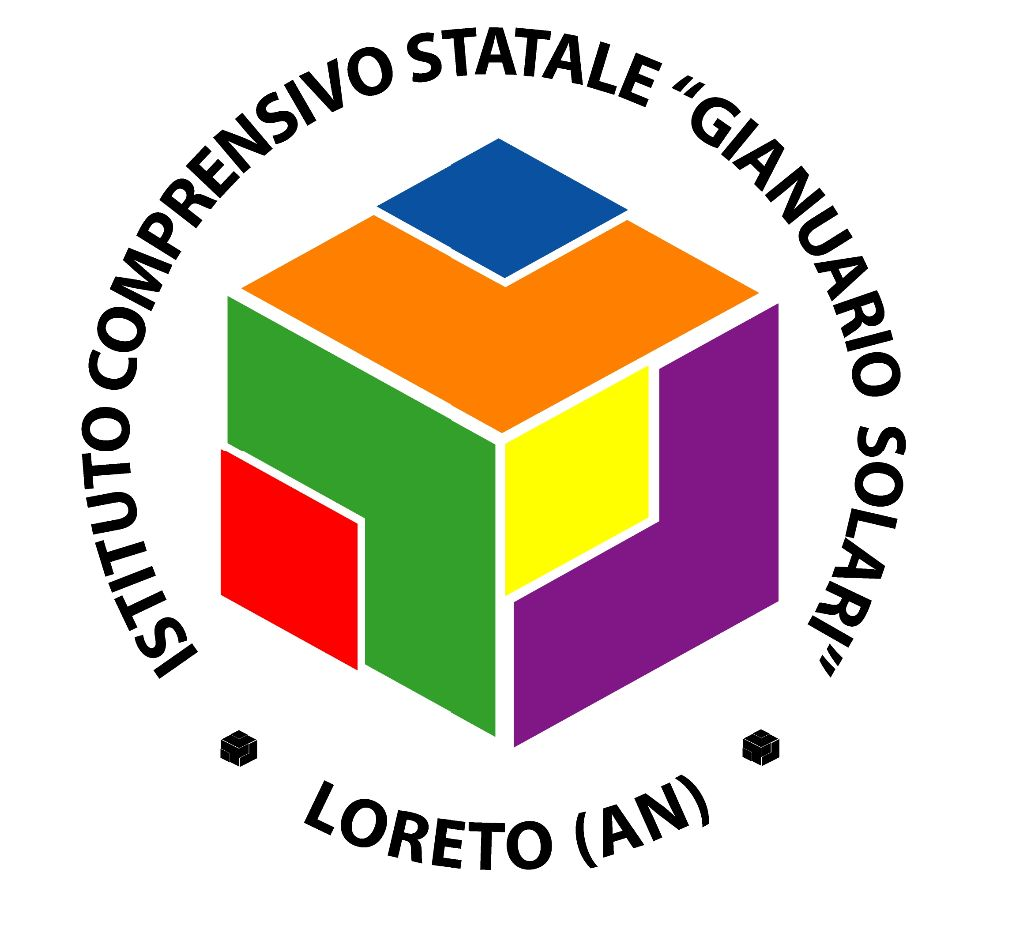 ISTITUTO COMPRENSIVO STATALE “GIANUARIO SOLARI”
LORETO (AN)